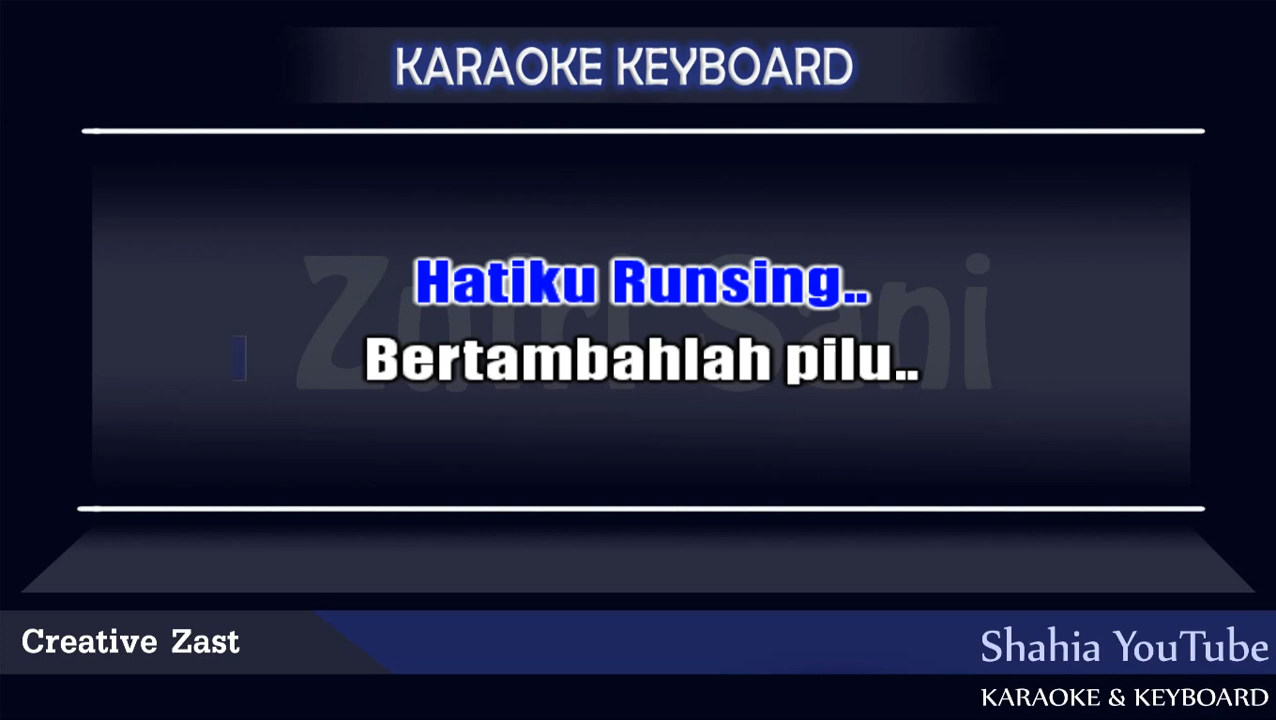 KARAOKE KEYBOARD
Hatiku Runsing..
Bertambahlah pilu..
Creative Zast
Shahia YouTube
KARAOKE & KEYBOARD